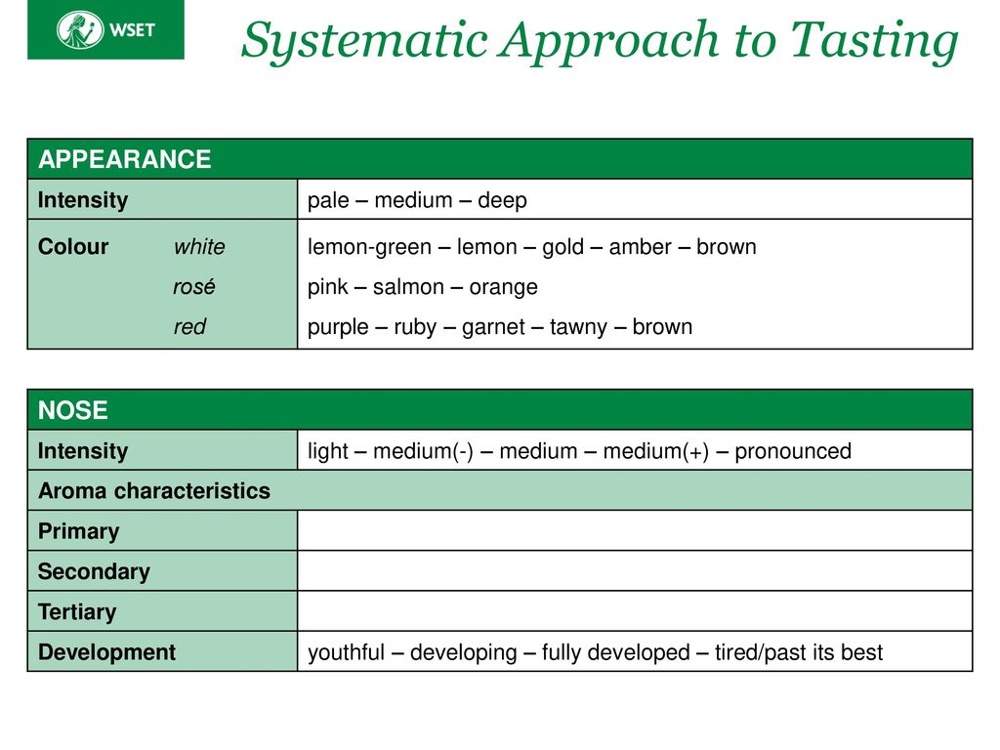 WSET
Systematic Approach to Tasting
APPEARANCE
Intensity pale – medium – deep
Colour white lemon-green – lemon – gold – amber – brown
rosé pink – salmon – orange
red purple – ruby – garnet – tawny – brown
NOSE
Intensity light – medium(-) – medium – medium(+) – pronounced
Aroma characteristics
Primary
Secondary
Tertiary
Development youthful – developing – fully developed – tired/past its best